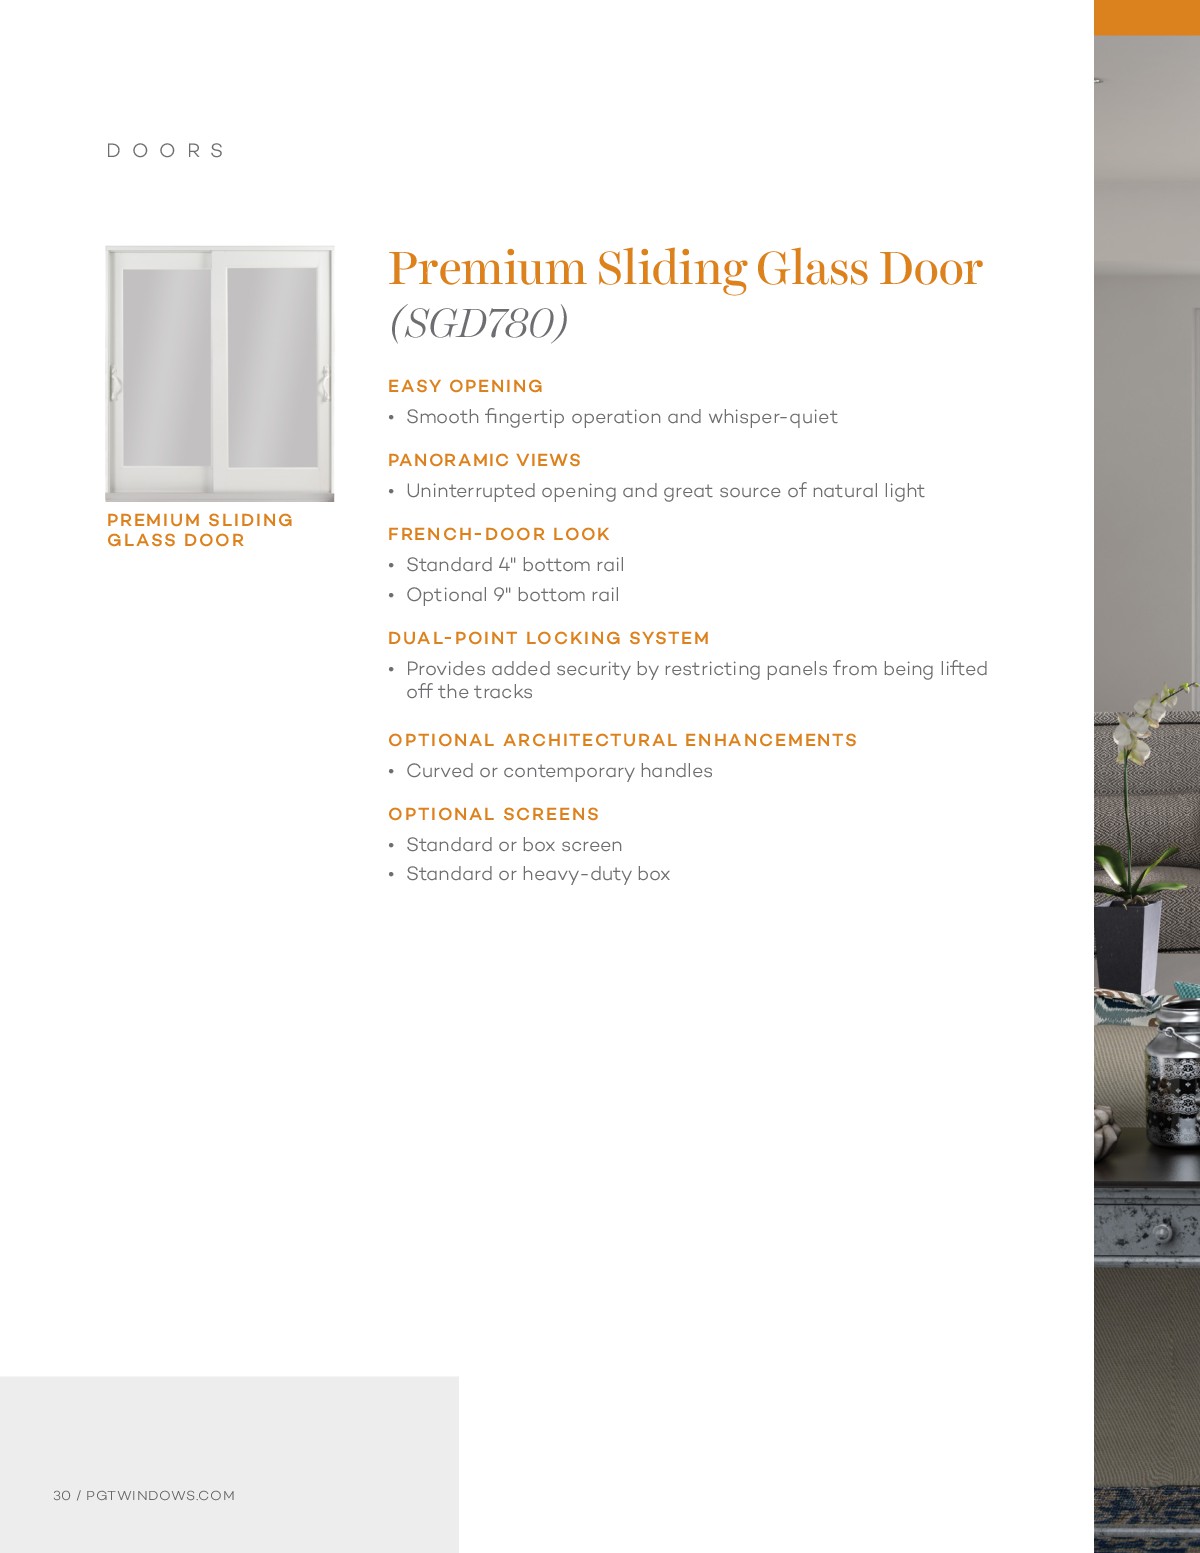 DOORS
Premium Sliding Glass Door
(SGD780)
EASY OPENING
• Smooth fingertip operation and whisper-quiet
PANORAMIC VIEWS
• Uninterrupted opening and great source of natural light
FRENCH-DOOR LOOK
• Standard 4" bottom rail
• Optional 9" bottom rail
DUAL-POINT LOCKING SYSTEM
• Provides added security by restricting panels from being lifted
off the tracks
OPTIONAL ARCHITECTURAL ENHANCEMENTS
• Curved or contemporary handles
OPTIONAL SCREENS
• Standard or box screen
• Standard or heavy-duty box
PREMIUM SLIDING
GLASS DOOR
30 / PGTWINDOWS.COM